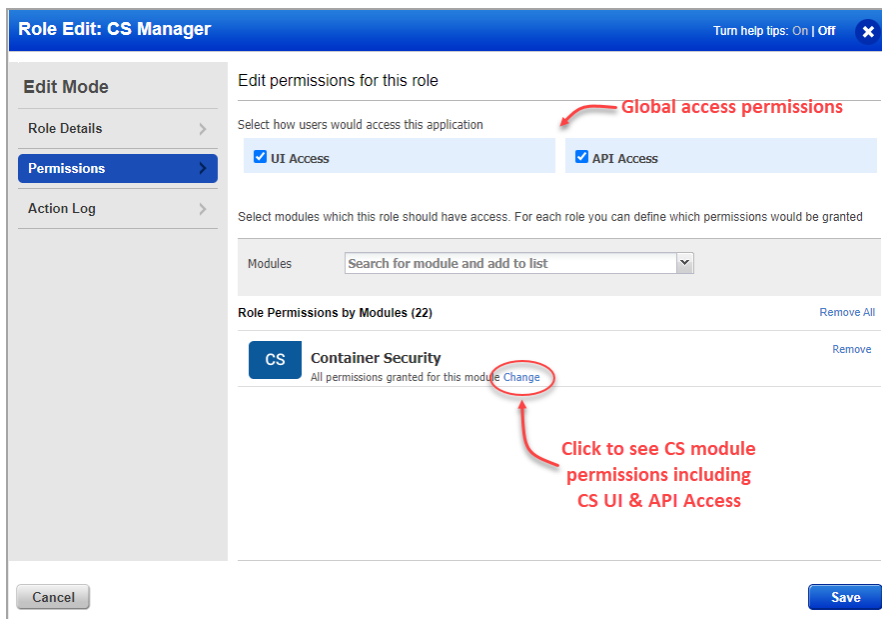 Role Edit: CS Manager
Turn help tips: On | Off
Edit Mode
Role Details
Permissions
Action Log
Edit permissions for this role
Global access permissions
Select how users would access this application
UI Access
API Access
Select modules which this role should have access. For each role you can define which permissions would be granted
Modules
Search for module and add to list
Role Permissions by Modules (22)
Remove All
CS
Container Security
Remove
All permissions granted for this module Change
Click to see CS module
permissions including
CS UI & API Access
Cancel
Save